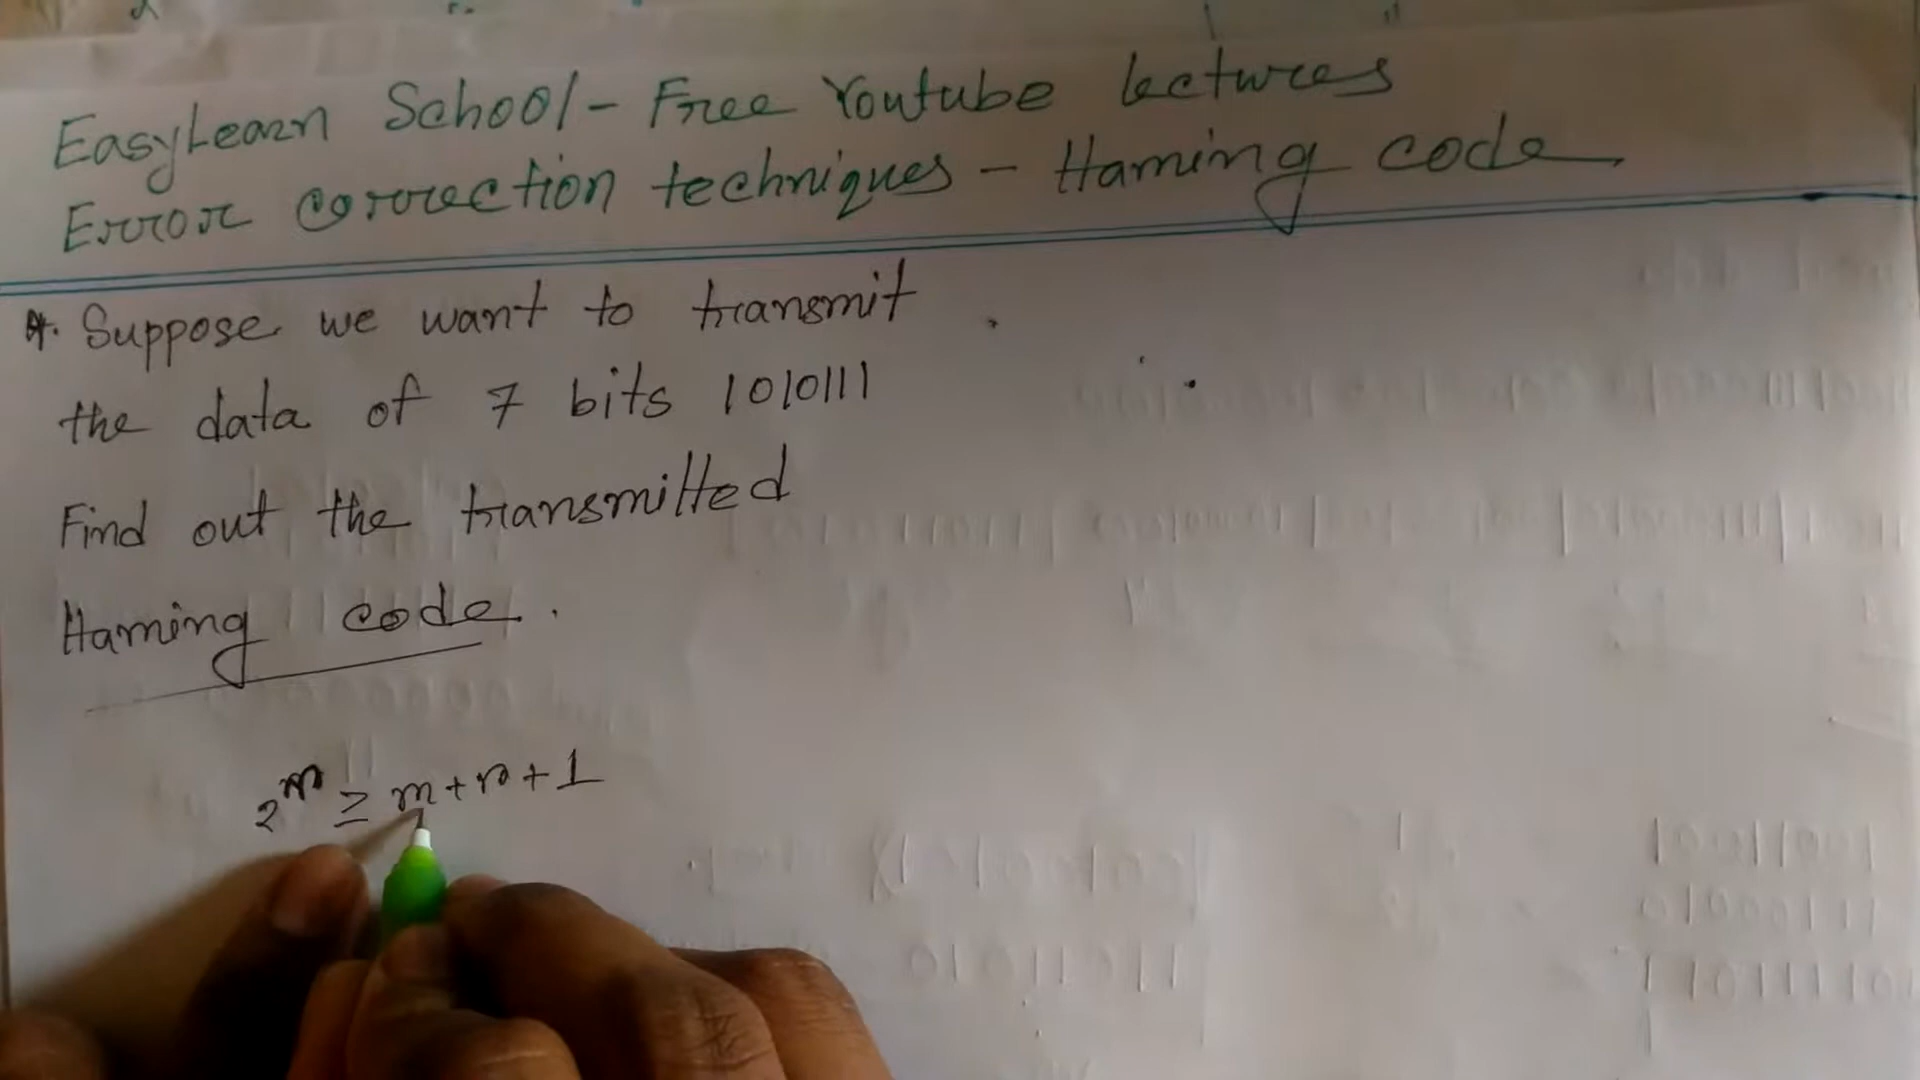 EasyLearn School - Free Youtube lectures
Error correction techniques - Haming code
*. Suppose we want to transmit
the data of 7 bits 1010111
Find out the transmitted
Haming code.
2^m ≥ m+n+1